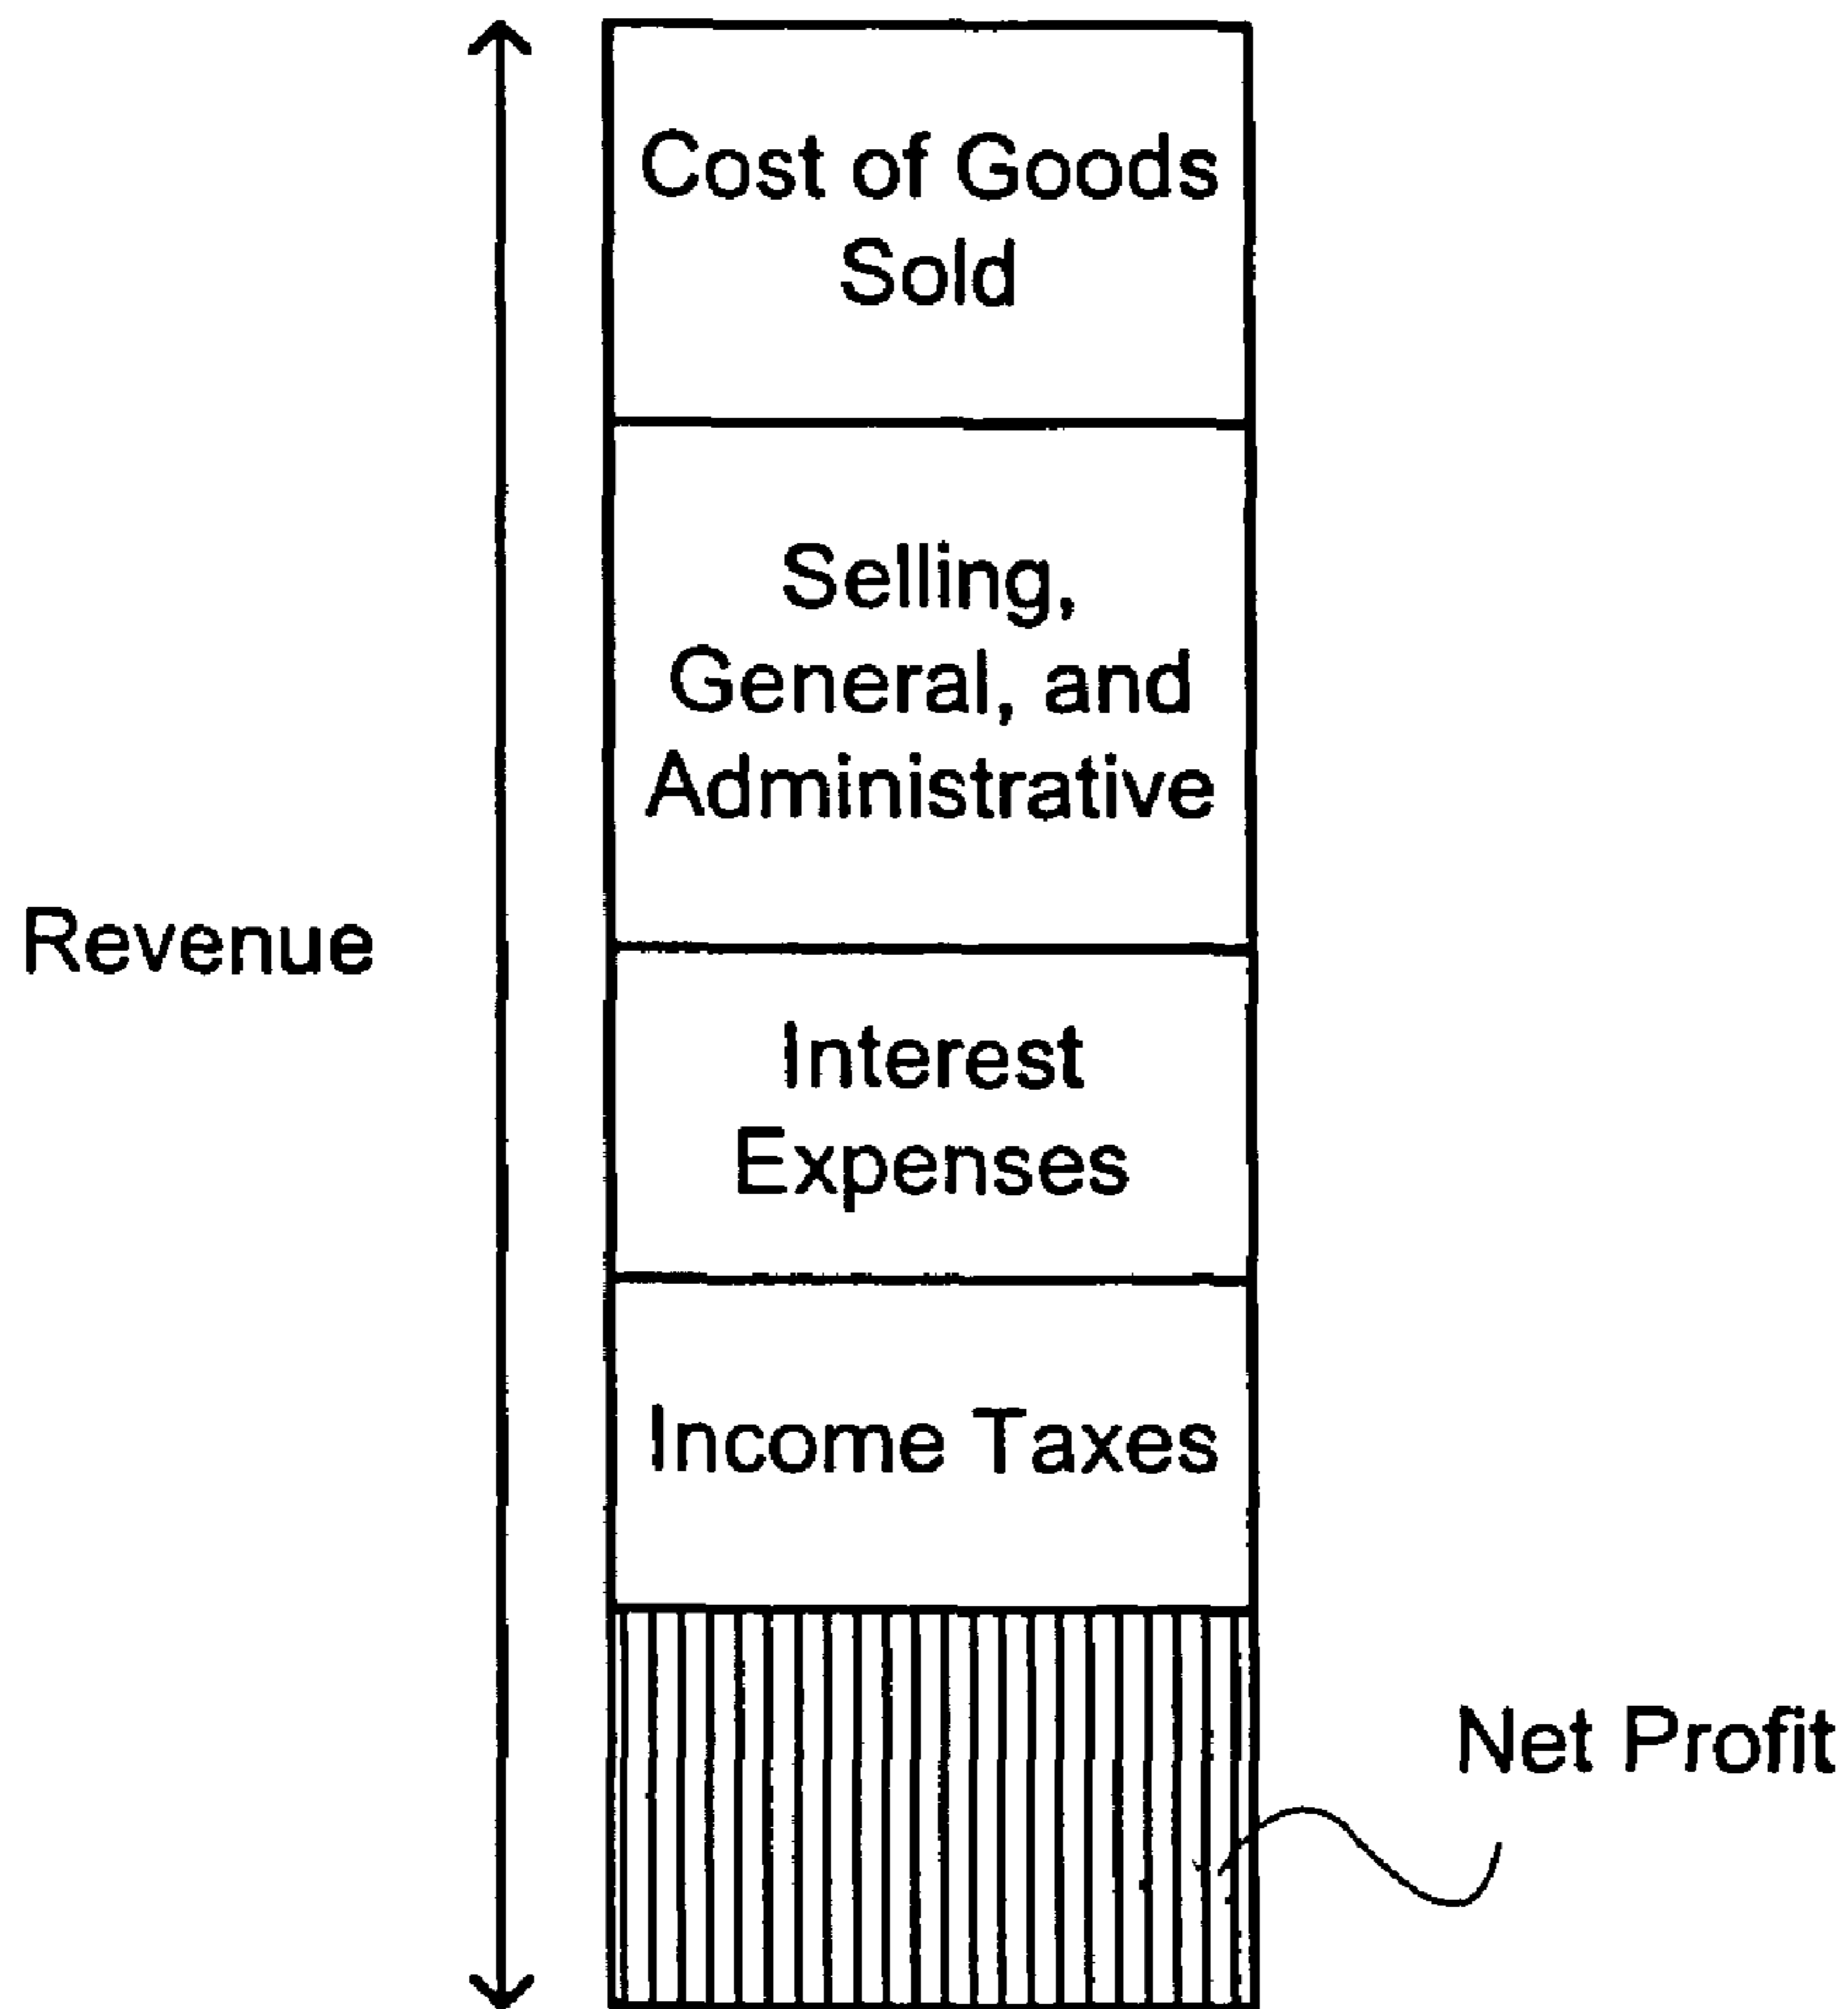 Cost of Goods
Sold
Selling,
General, and
Administrative
Revenue
Interest
Expenses
Income Taxes
Net Profit